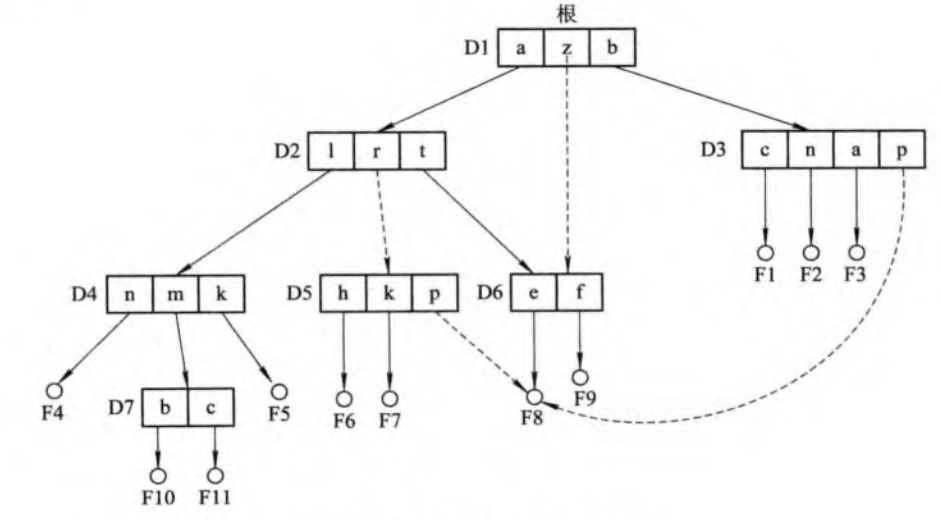 根
D1 a z b
D2 l r t
D3 c n a p
F1 F2 F3
D4 n m k
D5 h k p
D6 e f
F4
D7 b c
F5
F6 F7
F8
F9
F10 F11